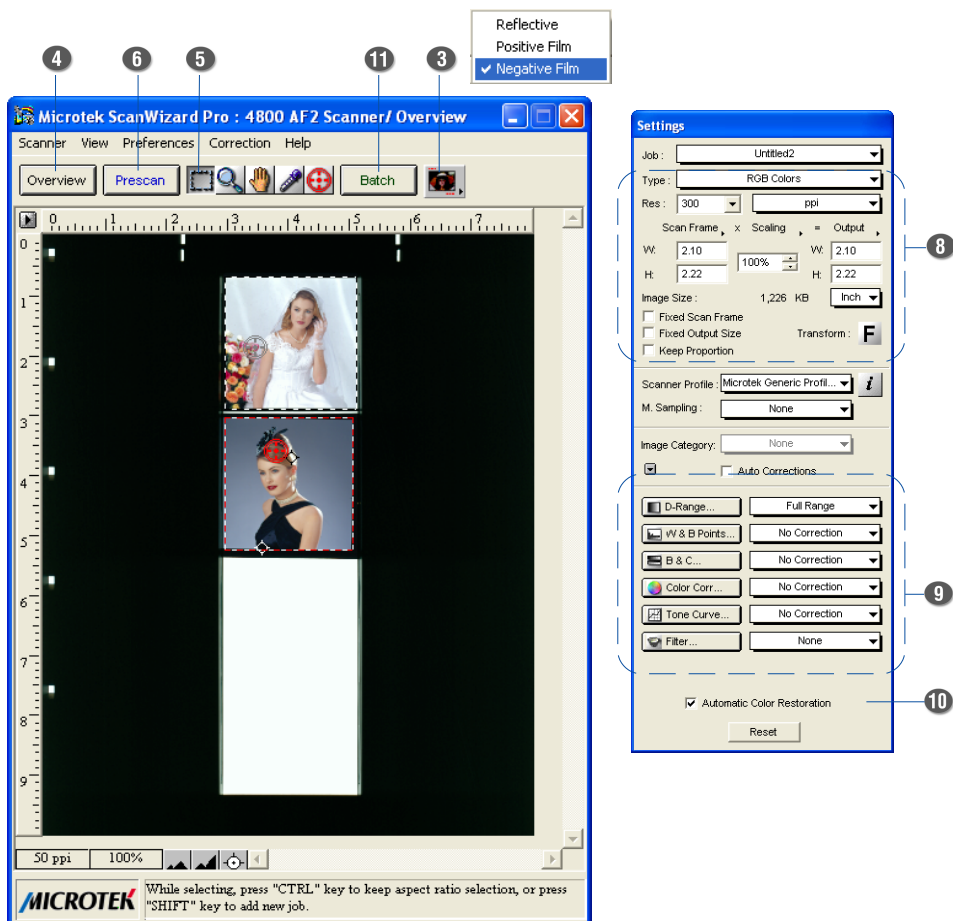 Reflective
Positive Film
Negative Film
4 6 5 11 3
Microtek ScanWizard Pro : 4800 AF2 Scanner/ Overview
Scanner View Preferences Correction Help
Overview Prescan Batch
0 1 2 3 4 5 6 7
0
1
2
3
4
5
6
7
8
9
50 ppi 100%
MICROTEK
While selecting, press "CTRL" key to keep aspect ratio selection, or press
"SHIFT" key to add new job.
Settings
Job : Untitled2
Type : RGB Colors
Res : 300 ppi
Scan Frame x Scaling = Output
W: 2.10 100% W: 2.10
H: 2.22 H: 2.22
8
Image Size : 1,226 KB Inch
Fixed Scan Frame
Fixed Output Size Transform : F
Keep Proportion
Scanner Profile : Microtek Generic Profil... i
M. Sampling : None
Image Category: None
Auto Corrections
D-Range... Full Range
W & B Points... No Correction
B & C... No Correction
Color Corr... No Correction
9
Tone Curve... No Correction
Filter... None
Automatic Color Restoration
10
Reset